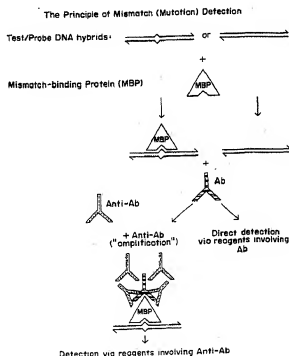 The Principle of Mismatch (Mutation) Detection
Test/Probe DNA hybrids: or
+
Mismatch-binding Protein (MBP)
MBP
MBP
+
Ab
Anti-Ab
+ Anti-Ab
("amplification")
Direct detection
via reagents involving
Ab
MBP
Detection via reagents involving Anti-Ab